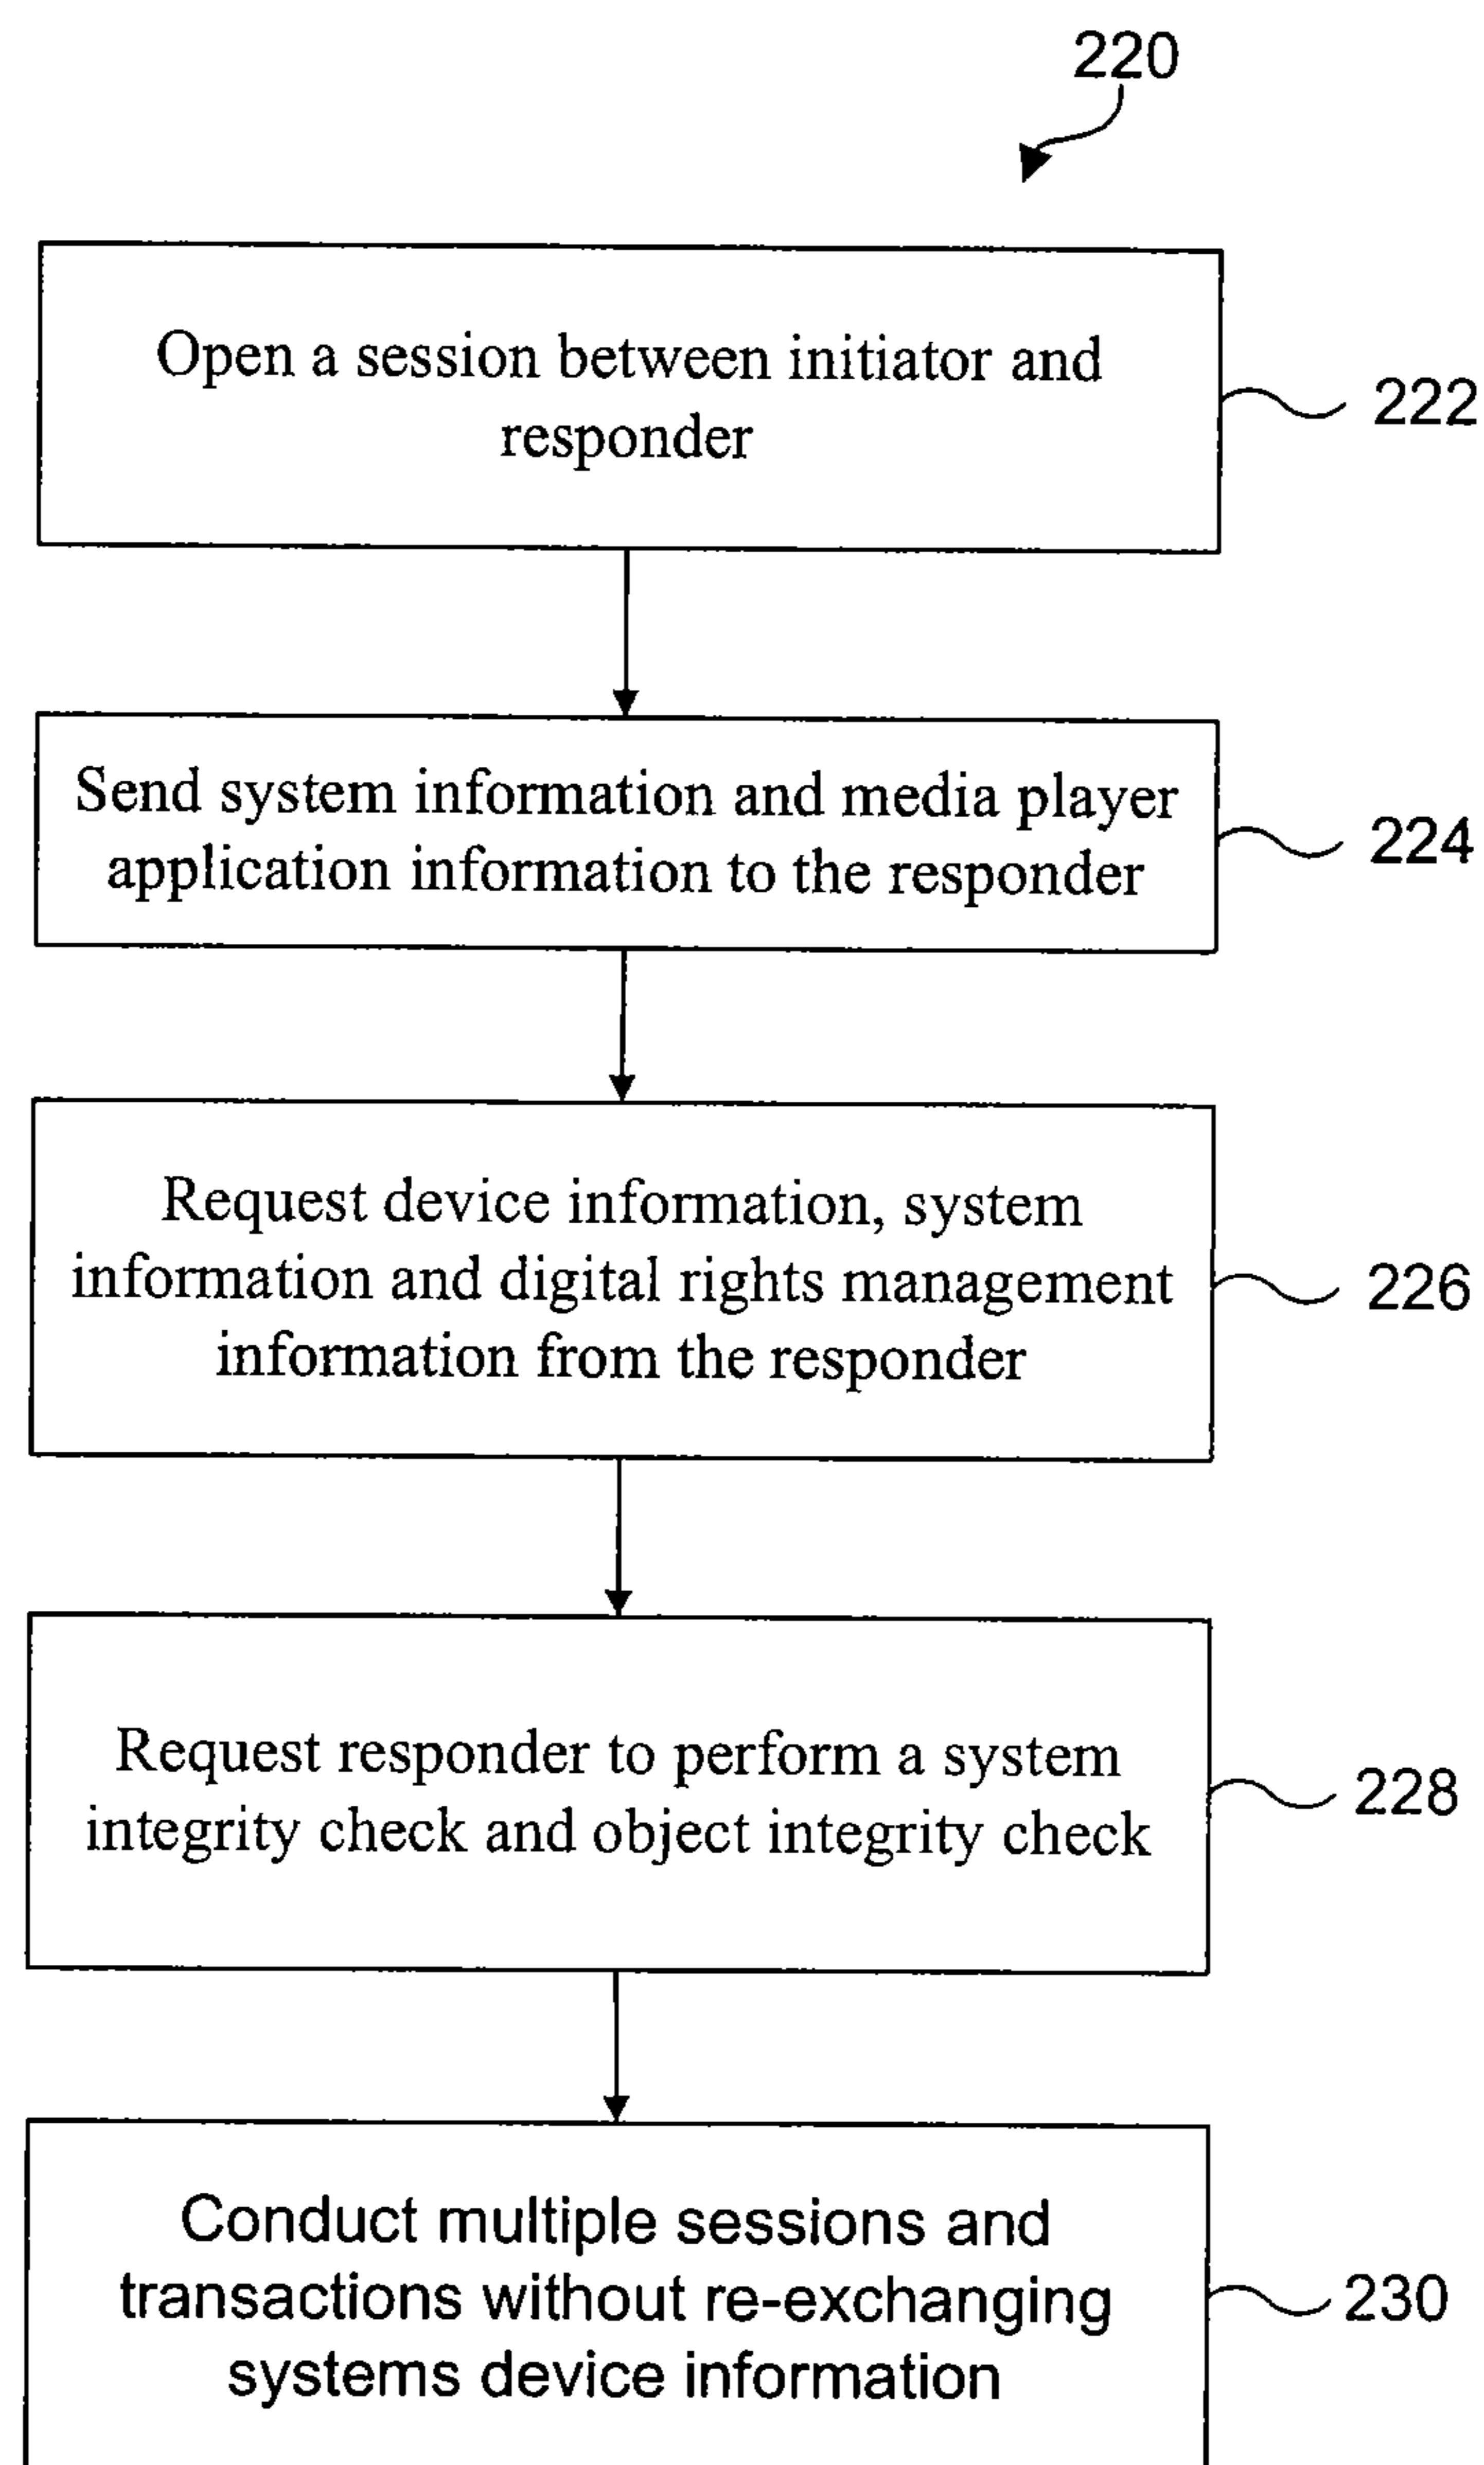 220
Open a session between initiator and
responder
222
Send system information and media player
application information to the responder
224
Request device information, system
information and digital rights management
information from the responder
226
Request responder to perform a system
integrity check and object integrity check
228
Conduct multiple sessions and
transactions without re-exchanging
systems device information
230